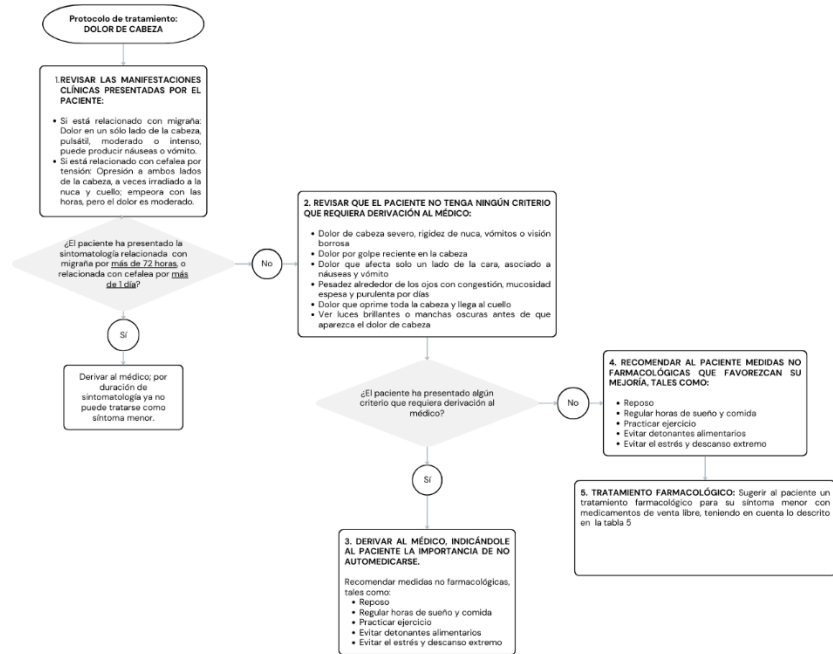 Protocolo de tratamiento:
DOLOR DE CABEZA
1. REVISAR LAS MANIFESTACIONES
CLÍNICAS PRESENTADAS POR EL
PACIENTE:
• Si está relacionado con migraña:
Dolor en un sólo lado de la cabeza,
pulsátil, moderado o intenso,
puede producir náuseas o vómito.
• Si está relacionado con cefalea por
tensión: Opresión a ambos lados
de la cabeza, a veces irradiado a la
nuca y cuello; empeora con las
horas, pero el dolor es moderado.
¿El paciente ha presentado la
sintomatología relacionada con
migraña por más de 72 horas, o
relacionada con cefalea por más
de 1 día?
No
Sí
Derivar al médico; por
duración de
sintomatología ya no
puede tratarse como
síntoma menor.
2. REVISAR QUE EL PACIENTE NO TENGA NINGÚN CRITERIO
QUE REQUIERA DERIVACIÓN AL MÉDICO:
• Dolor de cabeza severo, rigidez de nuca, vómitos o visión
borrosa
• Dolor por golpe reciente en la cabeza
• Dolor que afecta solo un lado de la cara, asociado a
náuseas y vómito
• Pesadez alrededor de los ojos con congestión, mucosidad
espesa y purulenta por días
• Dolor que oprime toda la cabeza y llega al cuello
• Ver luces brillantes o manchas oscuras antes de que
aparezca el dolor de cabeza
¿El paciente ha presentado algún
criterio que requiera derivación al
médico?
No
Sí
3. DERIVAR AL MÉDICO, INDICÁNDOLE
AL PACIENTE LA IMPORTANCIA DE NO
AUTOMEDICARSE.
Recomendar medidas no farmacológicas,
tales como:
• Reposo
• Regular horas de sueño y comida
• Practicar ejercicio
• Evitar detonantes alimentarios
• Evitar el estrés y descanso extremo
4. RECOMENDAR AL PACIENTE MEDIDAS NO
FARMACOLÓGICAS QUE FAVOREZCAN SU
MEJORÍA, TALES COMO:
• Reposo
• Regular horas de sueño y comida
• Practicar ejercicio
• Evitar detonantes alimentarios
• Evitar el estrés y descanso extremo
5. TRATAMIENTO FARMACOLÓGICO: Sugerir al paciente un
tratamiento farmacológico para su síntoma menor con
medicamentos de venta libre, teniendo en cuenta lo descrito
en la tabla 5